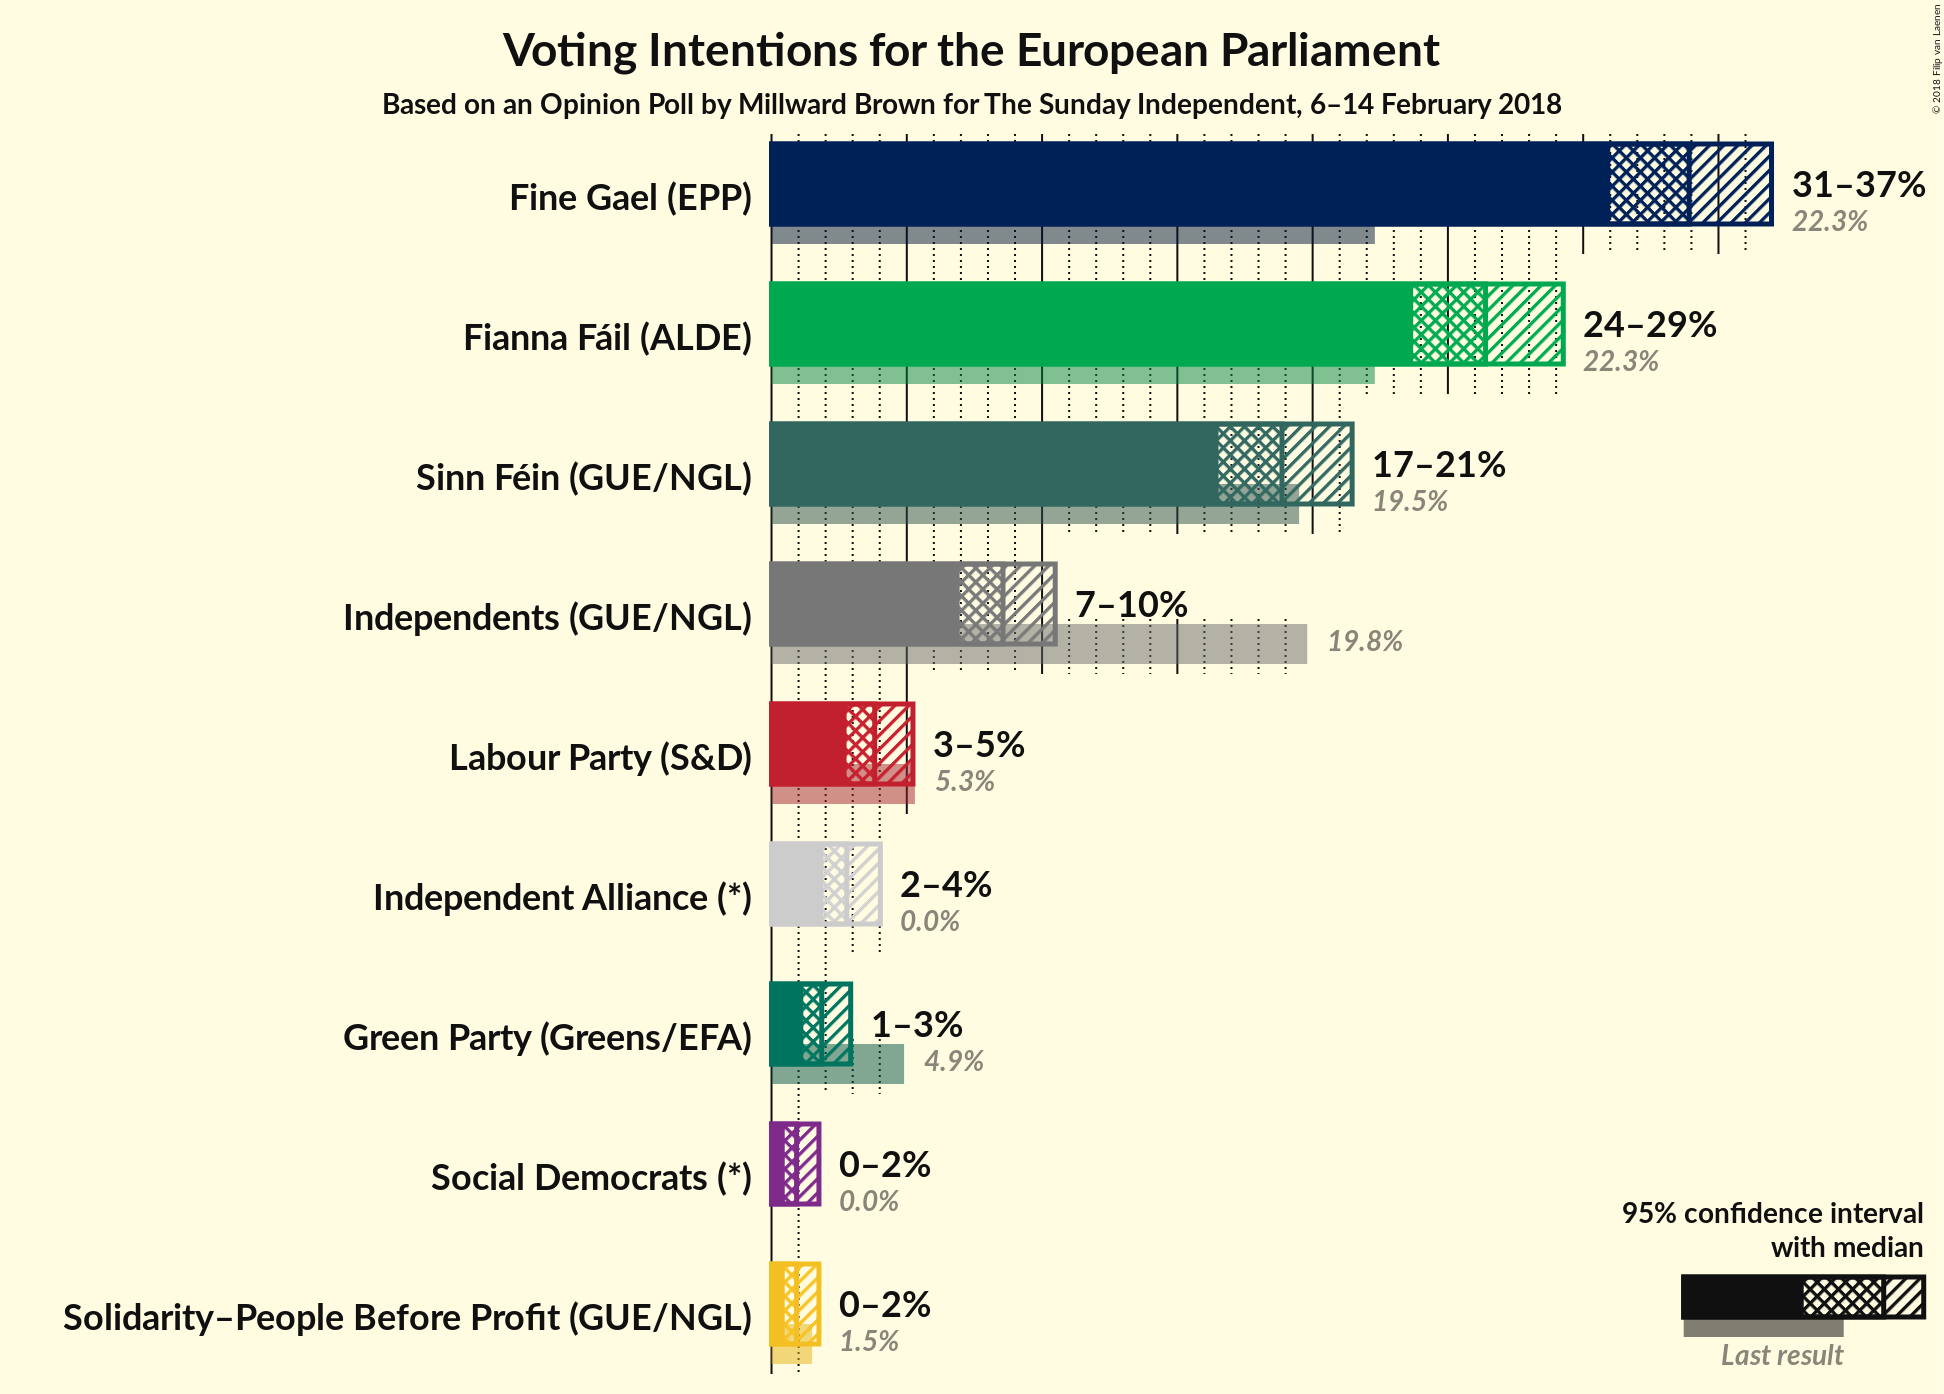 Voting Intentions for the European Parliament
Based on an Opinion Poll by Millward Brown for The Sunday Independent, 6–14 February 2018
© 2018 Filip van Laenen
Fine Gael (EPP)
31–37%
22.3%
Fianna Fáil (ALDE)
24–29%
22.3%
Sinn Féin (GUE/NGL)
17–21%
19.5%
Independents (GUE/NGL)
7–10%
19.8%
Labour Party (S&D)
3–5%
5.3%
Independent Alliance (*)
2–4%
0.0%
Green Party (Greens/EFA)
1–3%
4.9%
Social Democrats (*)
0–2%
0.0%
Solidarity–People Before Profit (GUE/NGL)
0–2%
1.5%
95% confidence interval
with median
Last result